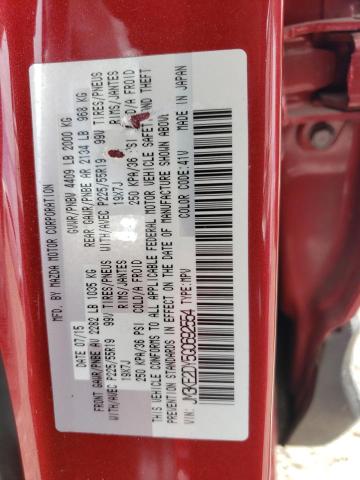 MFD. BY MAZDA MOTOR CORPORATION
DATE 07/15 GVWR/PNBV 4409 LB 2000 KG
FRONT GAWR/PNBE AV 2282 LB 1035 KG REAR GAWR/PNBE AR 2134 LB 968 KG
WITH/AVEC P225/55R19 99V TIRES/PNEUS WITH/AVEC P225/55R19 99V TIRES/PNEUS
19X7J RIMS/JANTES 19X7J RIMS/JANTES
250 KPA/36 PSI COLD/A FROID 250 KPA/36 PSI COLD/A FROID
THIS VEHICLE CONFORMS TO ALL APPLICABLE FEDERAL MOTOR VEHICLE SAFETY AND THEFT
PREVENTION STANDARDS IN EFFECT ON THE DATE OF MANUFACTURE SHOWN ABOVE.
TYPE:MPV COLOR CODE: 41V MADE IN JAPAN